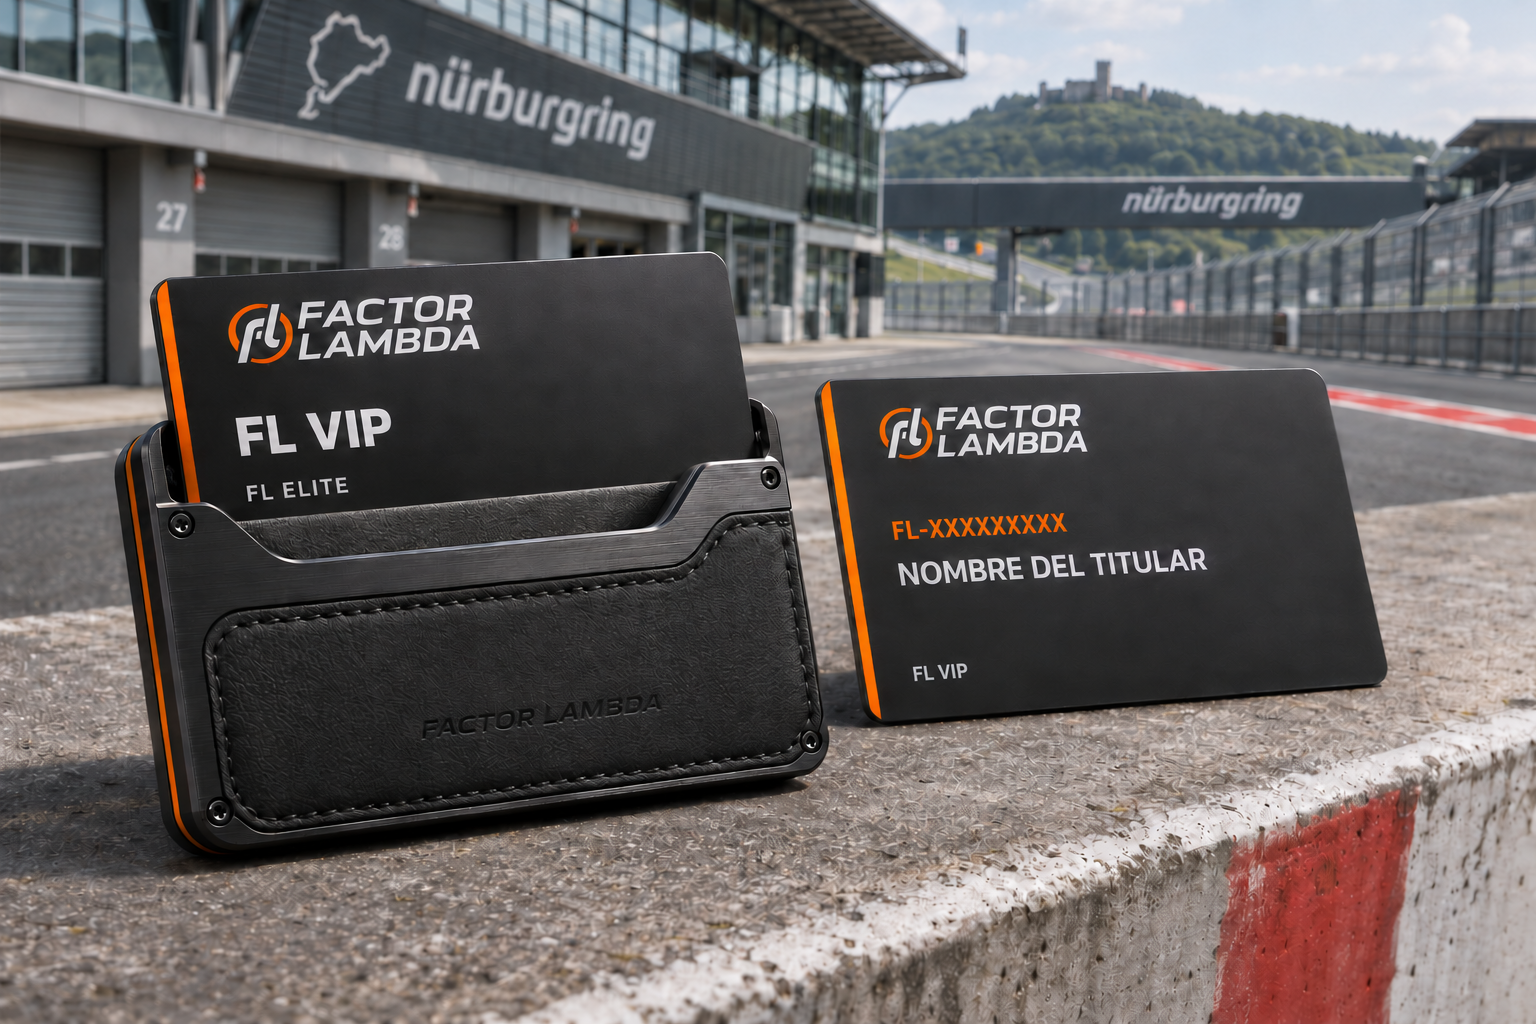 nürburgring
nürburgring
27
28
FACTOR
LAMBDA
FL VIP
FL ELITE
FACTOR LAMBDA
FACTOR
LAMBDA
FL-XXXXXXXXX
NOMBRE DEL TITULAR
FL VIP